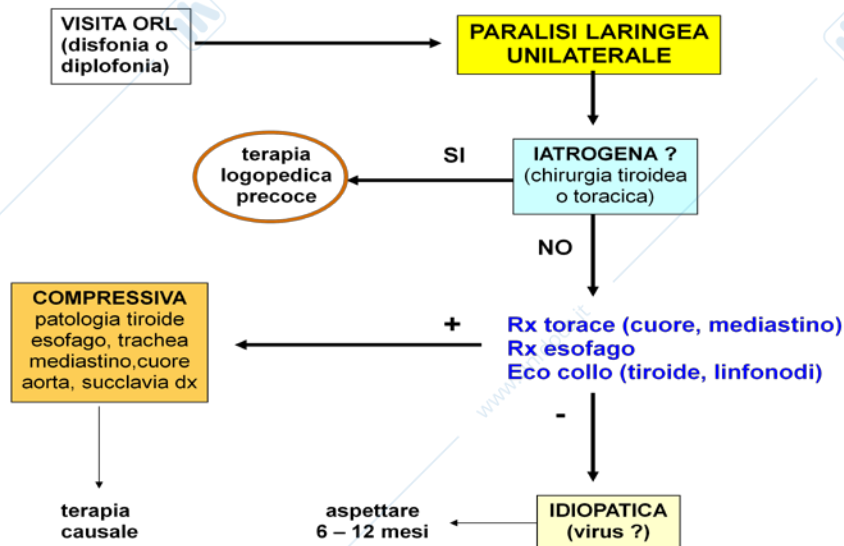 VISITA ORL
(disfonia o
diplofonia)
PARALISI LARINGEA
UNILATERALE
terapia
logopedica
precoce
SI
IATROGENA ?
(chirurgia tiroidea
o toracica)
NO
COMPRESSIVA
patologia tiroide
esofago, trachea
mediastino,cuore
aorta, succlavia dx
+
Rx torace (cuore, mediastino)
Rx esofago
Eco collo (tiroide, linfonodi)
-
terapia
causale
aspettare
6 – 12 mesi
IDIOPATICA
(virus ?)